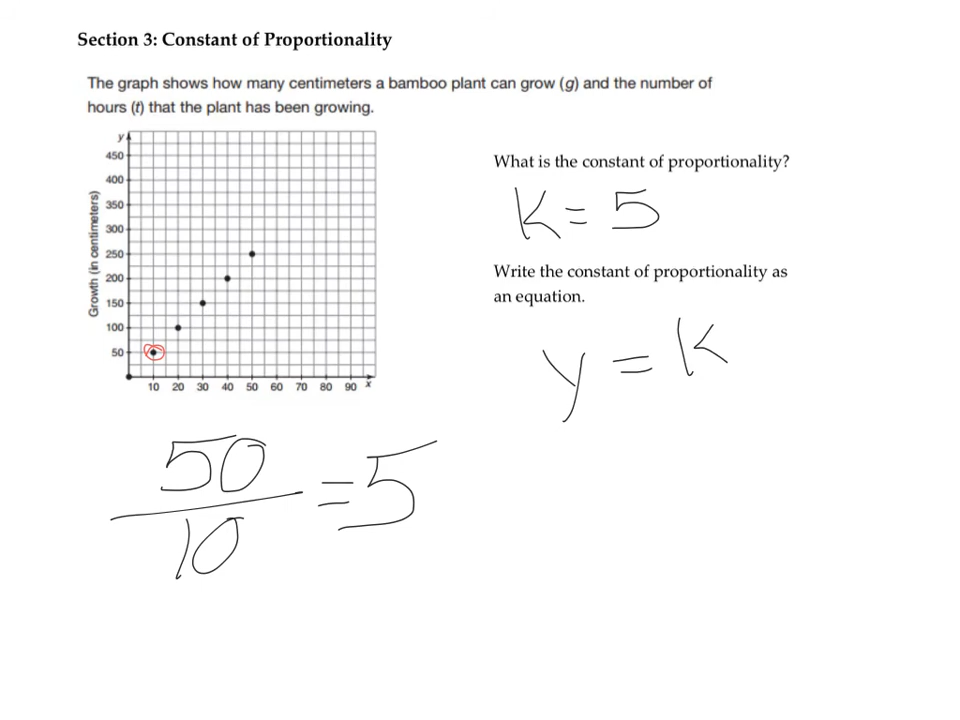 Section 3: Constant of Proportionality
The graph shows how many centimeters a bamboo plant can grow (g) and the number of
hours (t) that the plant has been growing.
y
450
400
350
300
250
200
150
100
50
Growth (in centimeters)
10 20 30 40 50 60 70 80 90 x
What is the constant of proportionality?
K = 5
Write the constant of proportionality as
an equation.
y = K
50
10
= 5